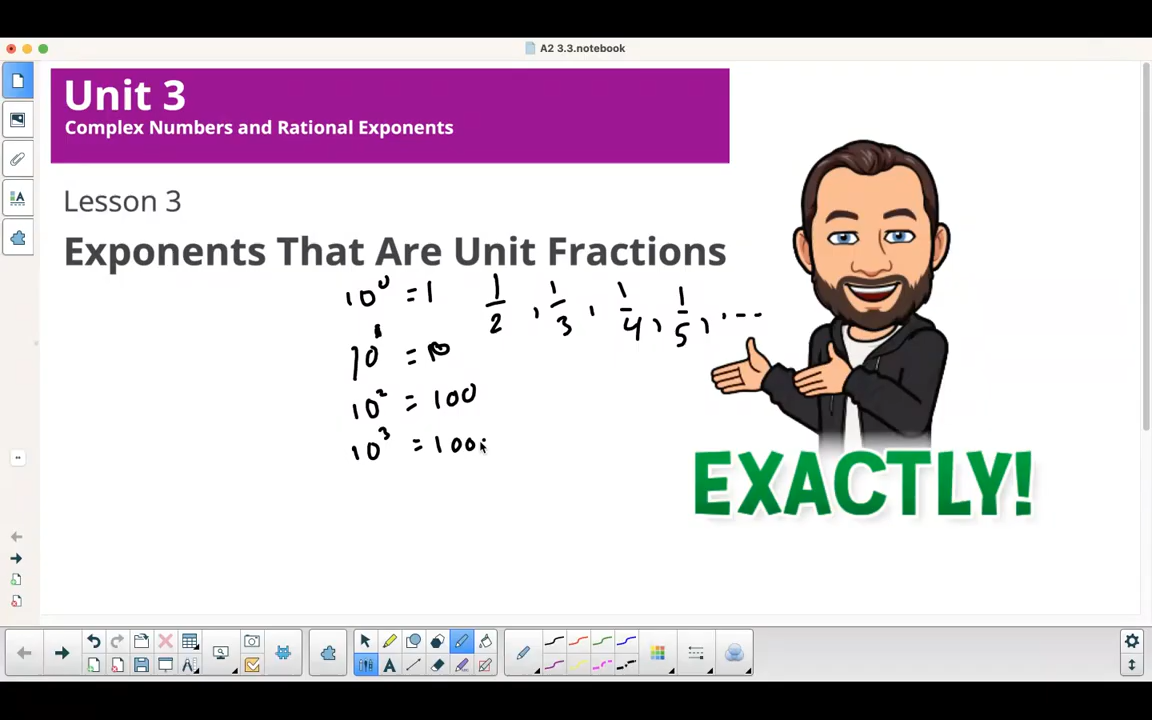 A2 3.3.notebook
Unit 3
Complex Numbers and Rational Exponents
Lesson 3
Exponents That Are Unit Fractions
10⁰ = 1
1/2, 1/3, 1/4, 1/5, ...
10¹ = 10
10² = 100
10³ = 100
EXACTLY!